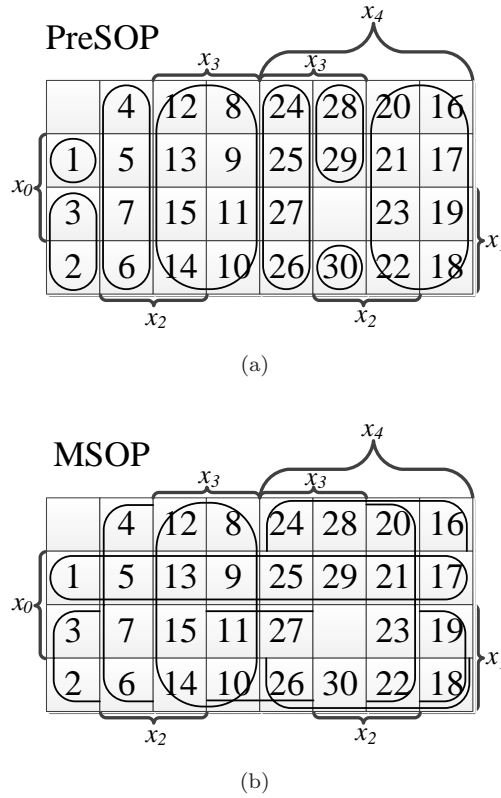 x4
PreSOP
x3 x3
4 12 8 24 28 20 16
1 5 13 9 25 29 21 17
x0
3 7 15 11 27 23 19
x1
2 6 14 10 26 30 22 18
x2 x2
(a)
x4
MSOP
x3 x3
4 12 8 24 28 20 16
1 5 13 9 25 29 21 17
x0
3 7 15 11 27 23 19
x1
2 6 14 10 26 30 22 18
x2 x2
(b)